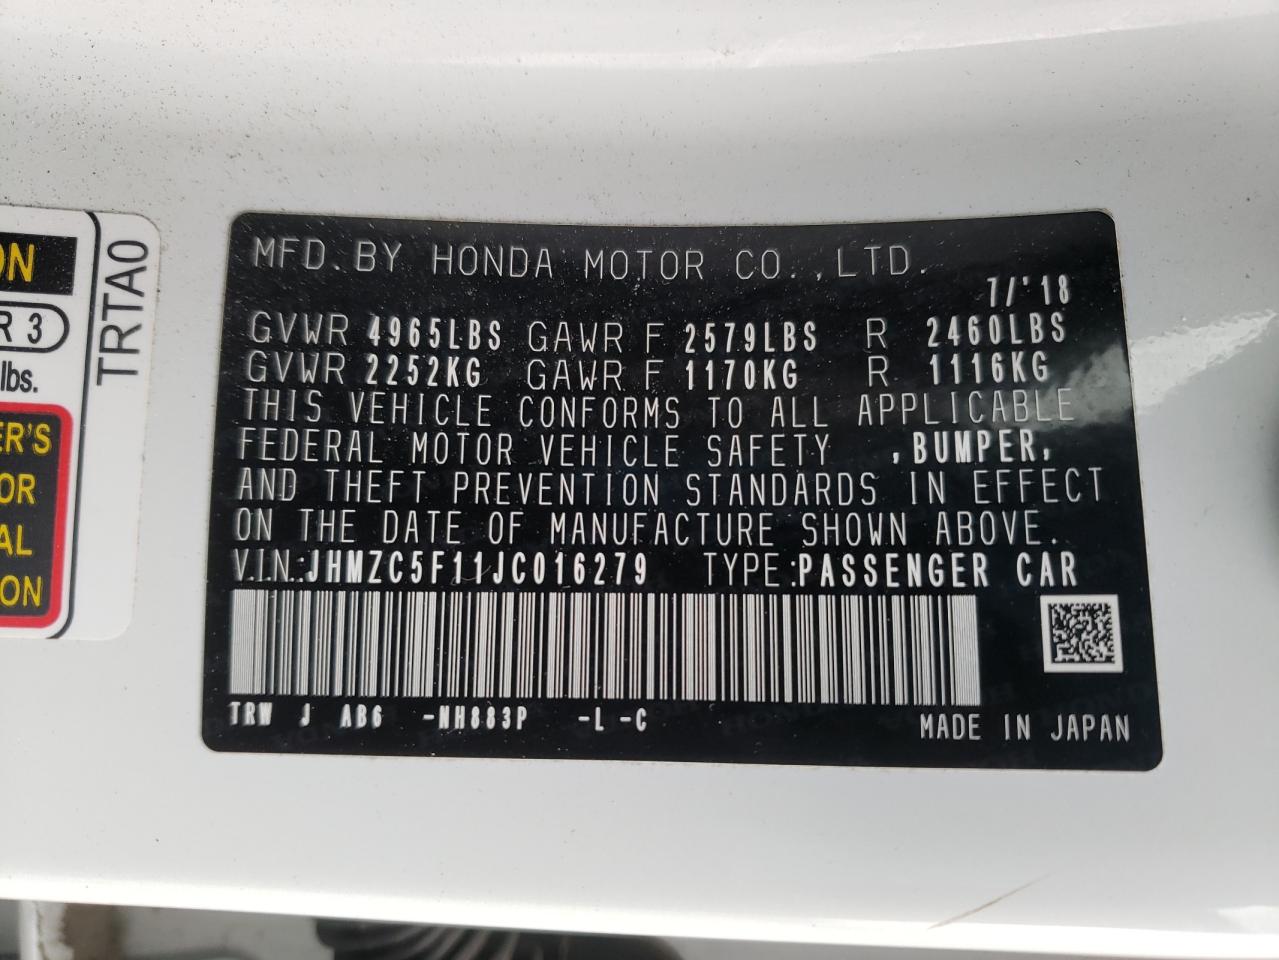 MFD. BY HONDA MOTOR CO.,LTD.
7/'18
GVWR 4965LBS GAWR F 2579LBS R 2460LBS
GVWR 2252KG GAWR F 1170KG R 1116KG
THIS VEHICLE CONFORMS TO ALL APPLICABLE
FEDERAL MOTOR VEHICLE SAFETY ,BUMPER,
AND THEFT PREVENTION STANDARDS IN EFFECT
ON THE DATE OF MANUFACTURE SHOWN ABOVE.
V.I.N.:JHMZC5F11JC016279 TYPE:PASSENGER CAR
TRW J AB6 -NH883P -L -C
MADE IN JAPAN
ON
R 3
lbs.
ER'S
OR
AL
ON
TRTA0